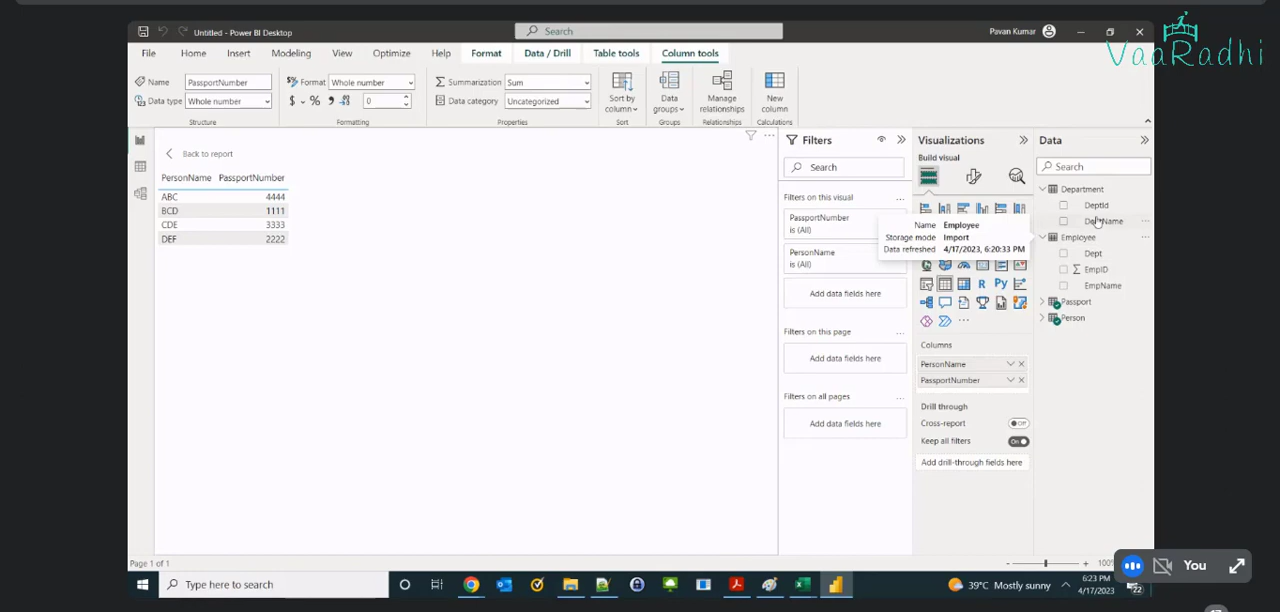 Untitled - Power BI Desktop
Search
Pavan Kumar
VaaRadhi
File Home Insert Modeling View Optimize Help Format Data / Drill Table tools Column tools
Name PassportNumber
Data type Whole number
Structure
Format Whole number
$ % 0
Formatting
Summarization Sum
Data category Uncategorized
Properties
Sort by column
Sort
Data groups
Groups
Manage relationships
Relationships
New column
Calculations
Back to report
PersonName PassportNumber
ABC 4444
BCD 1111
CDE 3333
DEF 2222
Filters
Search
Filters on this visual
PassportNumber
is (All)
PersonName
is (All)
Add data fields here
Filters on this page
Add data fields here
Filters on all pages
Add data fields here
Visualizations
Build visual
Name Employee
Storage mode Import
Data refreshed 4/17/2023, 6:20:33 PM
R Py
Columns
PersonName
PassportNumber
Drill through
Cross-report Off
Keep all filters On
Add drill-through fields here
Data
Search
Department
DeptId
Employee
Dept
EmpID
EmpName
Passport
Person
Page 1 of 1
100%
You
Type here to search
39°C Mostly sunny
6:23 PM
4/17/2023
22